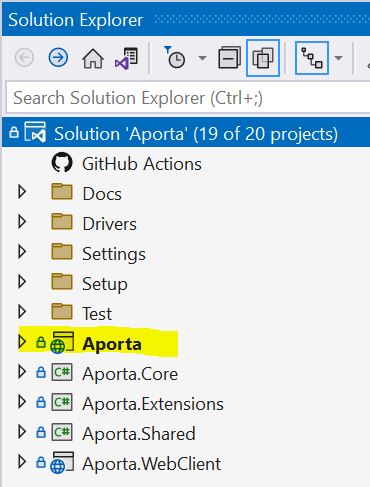 Solution Explorer
Search Solution Explorer (Ctrl+;)
Solution 'Aporta' (19 of 20 projects)
GitHub Actions
Docs
Drivers
Settings
Setup
Test
Aporta
C# Aporta.Core
C# Aporta.Extensions
C# Aporta.Shared
Aporta.WebClient